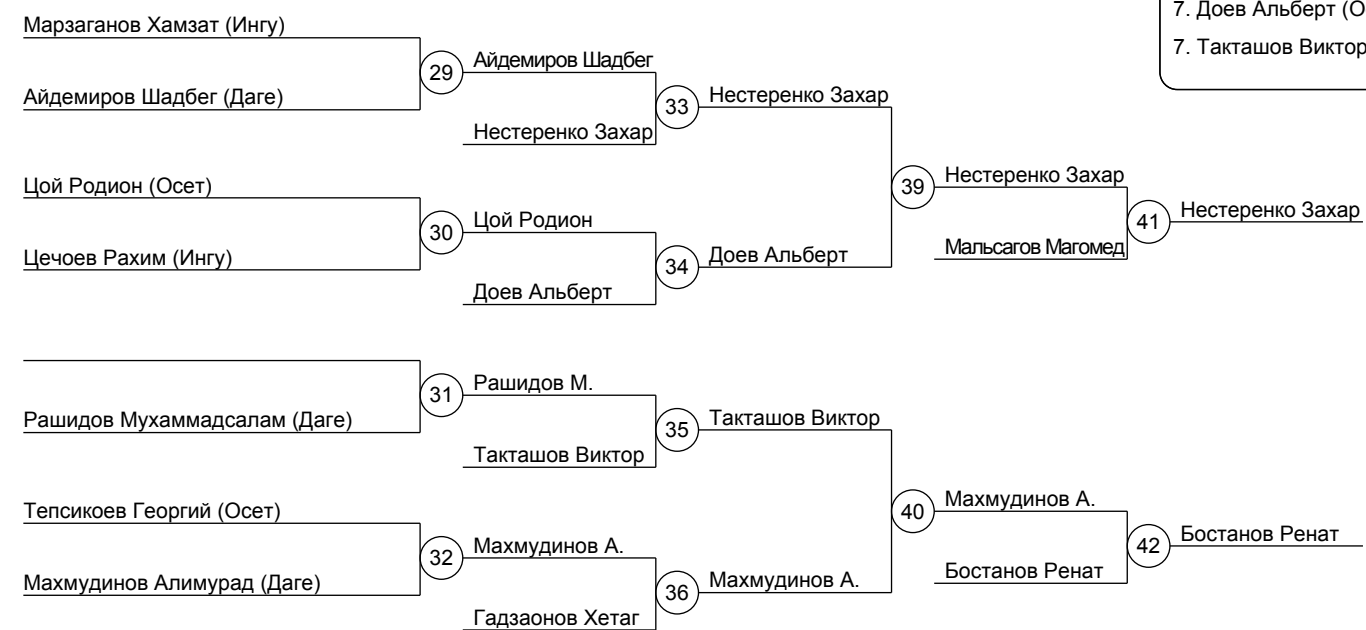 7. Доев Альберт (О
7. Такташов Виктор
Марзаганов Хамзат (Ингу)
29
Айдемиров Шадбег
Айдемиров Шадбег (Даге)
33
Нестеренко Захар
Нестеренко Захар
Цой Родион (Осет)
39
Нестеренко Захар
30
Цой Родион
41
Нестеренко Захар
Цечоев Рахим (Ингу)
34
Доев Альберт
Мальсагов Магомед
Доев Альберт
31
Рашидов М.
Рашидов Мухаммадсалам (Даге)
35
Такташов Виктор
Такташов Виктор
Тепсикоев Георгий (Осет)
40
Махмудинов А.
32
Махмудинов А.
42
Бостанов Ренат
Махмудинов Алимурад (Даге)
36
Махмудинов А.
Бостанов Ренат
Гадзаонов Хетаг